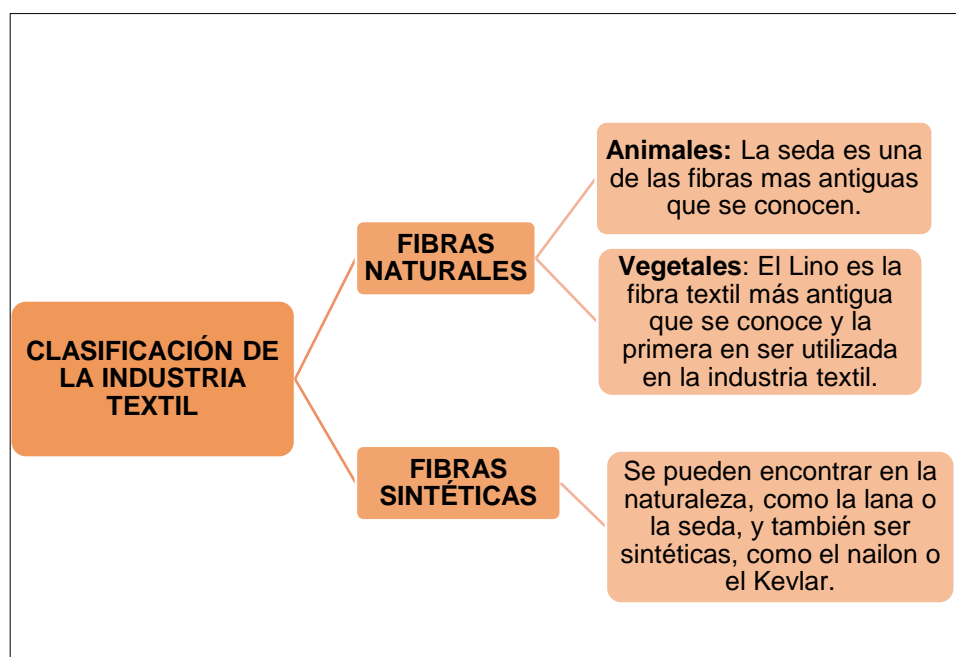 CLASIFICACIÓN DE
LA INDUSTRIA
TEXTIL
FIBRAS
NATURALES
Animales: La seda es una
de las fibras mas antiguas
que se conocen.
Vegetales: El Lino es la
fibra textil más antigua
que se conoce y la
primera en ser utilizada
en la industria textil.
FIBRAS
SINTÉTICAS
Se pueden encontrar en la
naturaleza, como la lana o
la seda, y también ser
sintéticas, como el nailon o
el Kevlar.